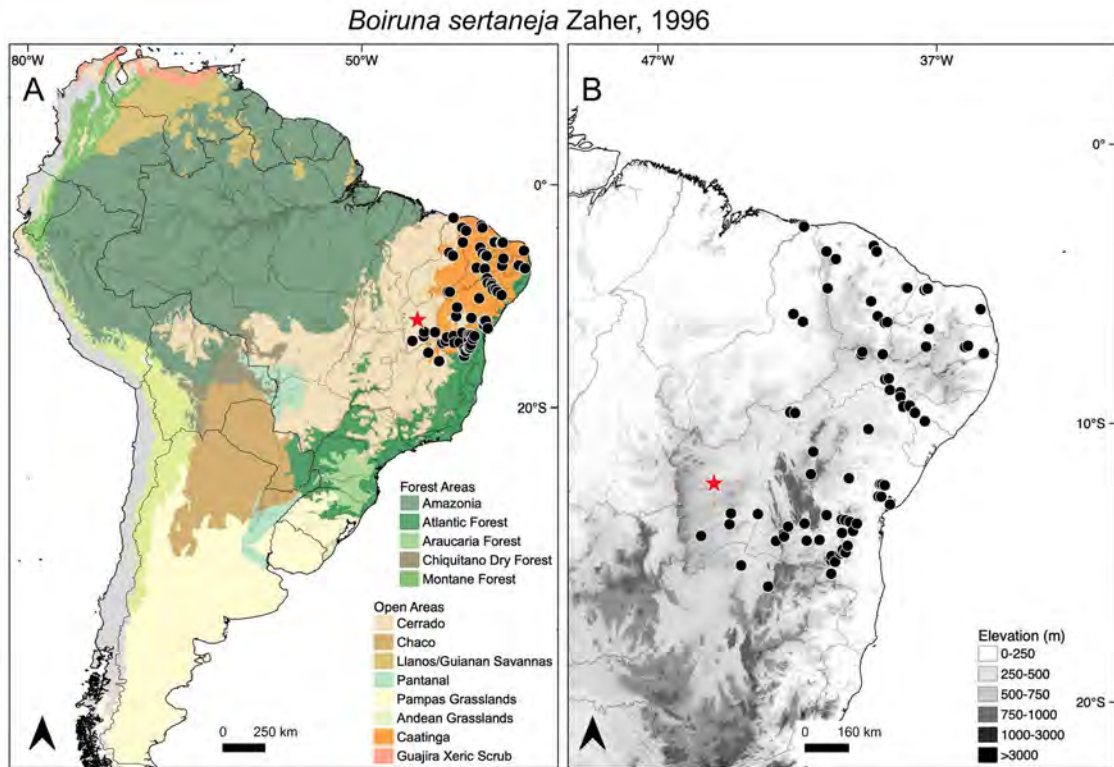 Boiruna sertaneja Zaher, 1996
80°W
50°W
A
0°
20°S
Forest Areas
Amazonia
Atlantic Forest
Araucaria Forest
Chiquitano Dry Forest
Montane Forest
Open Areas
Cerrado
Chaco
Llanos/Guianan Savannas
Pantanal
Pampas Grasslands
Andean Grasslands
Caatinga
Guajira Xeric Scrub
0 250 km
47°W
37°W
B
0°
10°S
20°S
Elevation (m)
0-250
250-500
500-750
750-1000
1000-3000
>3000
0 160 km